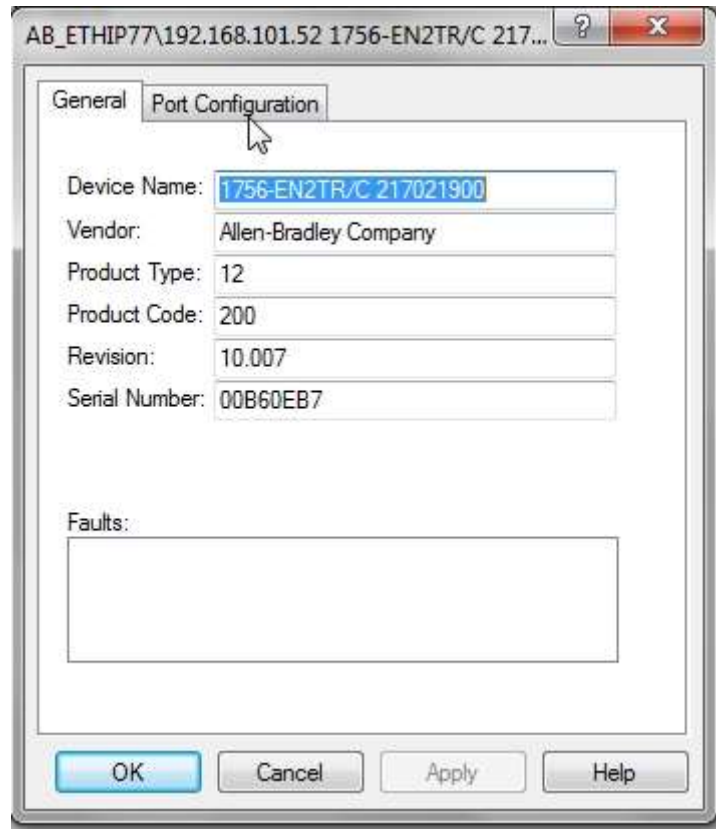 AB_ETHIP77\192.168.101.52 1756-EN2TR/C 217...
General Port Configuration
Device Name: 1756-EN2TR/C 217021900
Vendor: Allen-Bradley Company
Product Type: 12
Product Code: 200
Revision: 10.007
Serial Number: 00B60EB7
Faults:
OK Cancel Apply Help